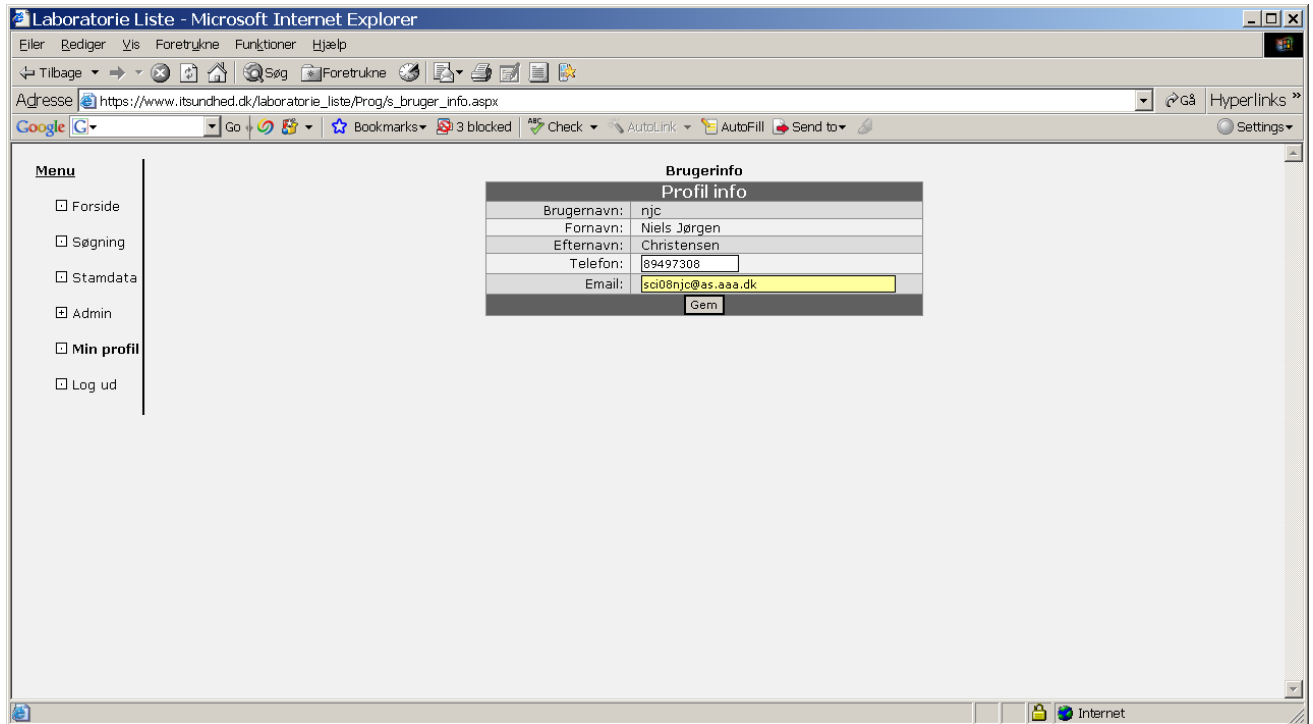 Laboratorie Liste - Microsoft Internet Explorer
Filer Rediger Vis Foretrukne Funktioner Hjælp
Tilbage Søg Foretrukne
Adresse https://www.itsundhed.dk/laboratorie_liste/Prog/s_bruger_info.aspx Gå Hyperlinks »
Google G Go Bookmarks 3 blocked ABC Check AutoLink AutoFill Send to Settings
Menu
Forside
Søgning
Stamdata
Admin
Min profil
Log ud
Brugerinfo
Profil info
Brugernavn: njc
Fornavn: Niels Jørgen
Efternavn: Christensen
Telefon: 89497308
Email: sci08njc@as.aaa.dk
Gem
Internet